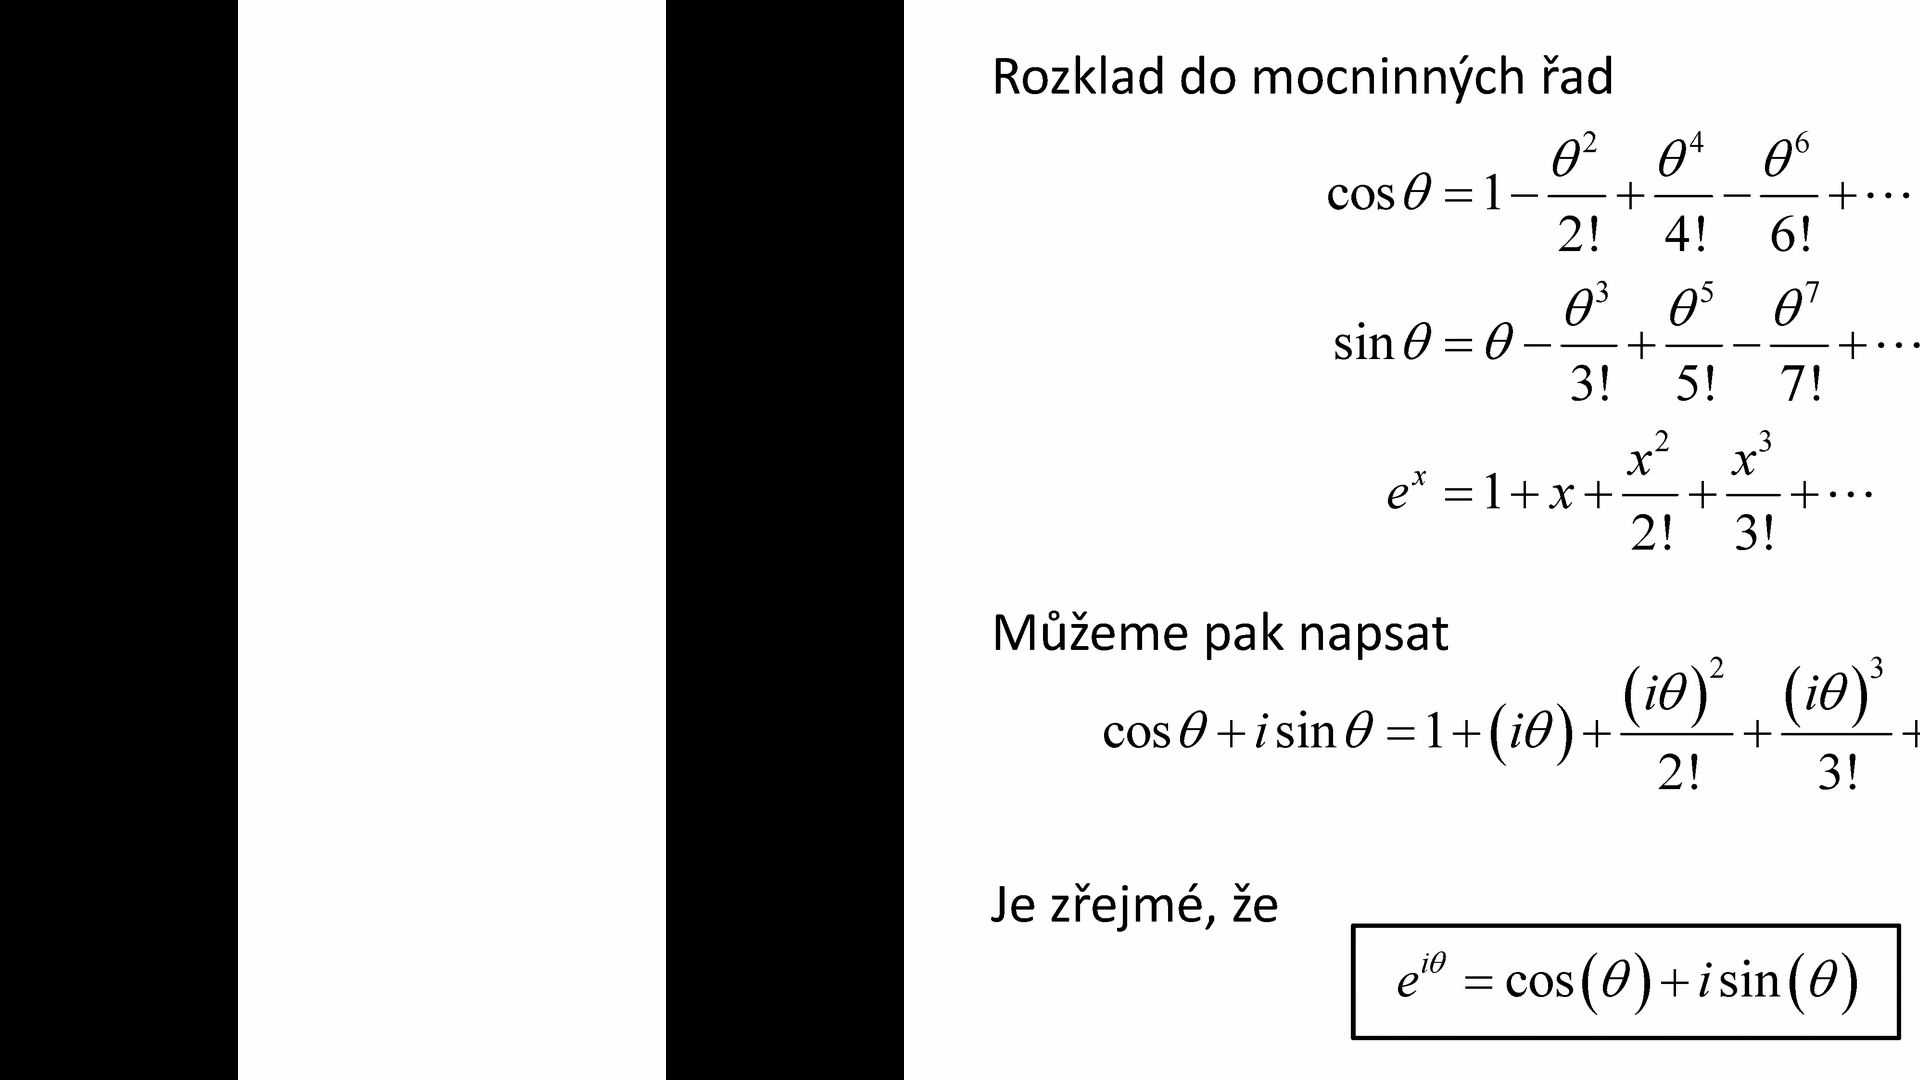 Rozklad do mocninných řad
cos θ = 1 − θ²/2! + θ⁴/4! − θ⁶/6! + ⋯
sin θ = θ − θ³/3! + θ⁵/5! − θ⁷/7! + ⋯
eˣ = 1 + x + x²/2! + x³/3! + ⋯
Můžeme pak napsat
cos θ + i sin θ = 1 + (iθ) + (iθ)²/2! + (iθ)³/3! +
Je zřejmé, že
e^{iθ} = cos(θ) + i sin(θ)